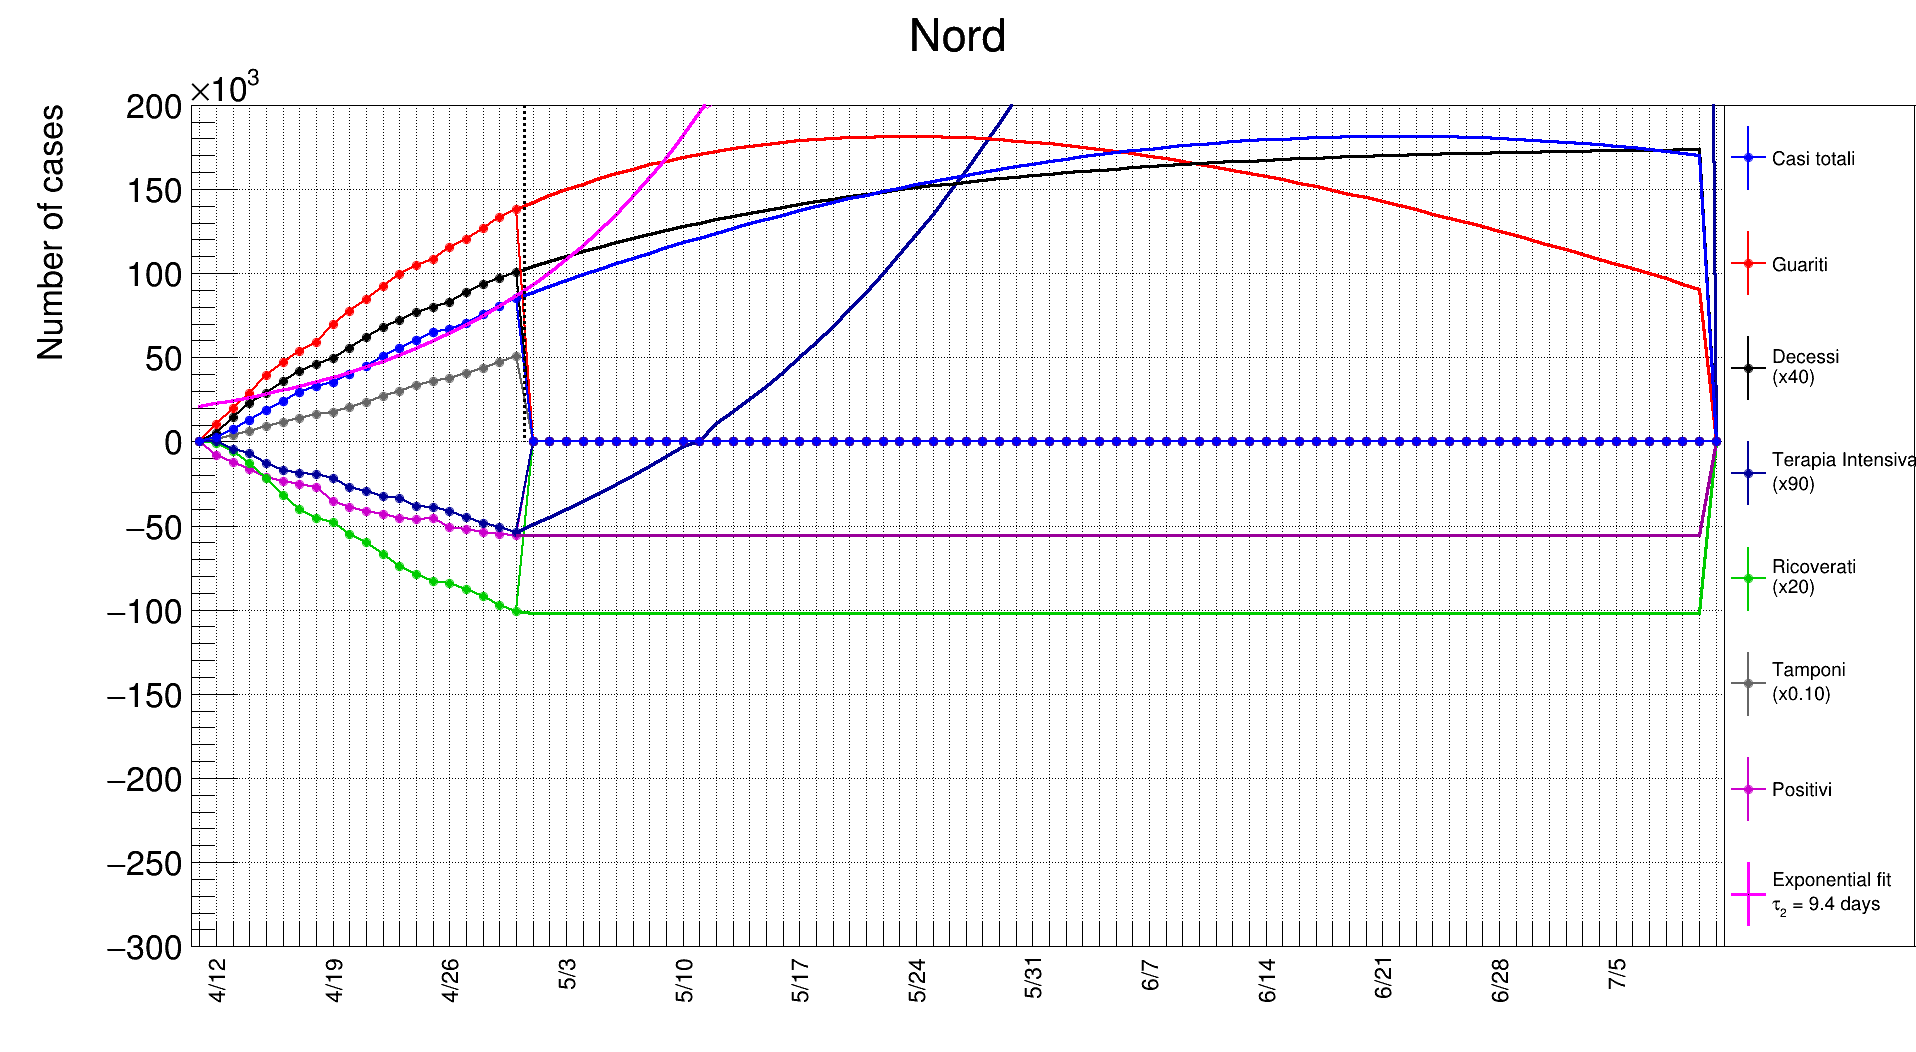 Nord
×10³
Number of cases
200
150
100
50
0
−50
−100
−150
−200
−250
−300
4/12
4/19
4/26
5/3
5/10
5/17
5/24
5/31
6/7
6/14
6/21
6/28
7/5
Casi totali
Guariti
Decessi
(x40)
Terapia Intensiva
(x90)
Ricoverati
(x20)
Tamponi
(x0.10)
Positivi
Exponential fit
τ₂ = 9.4 days